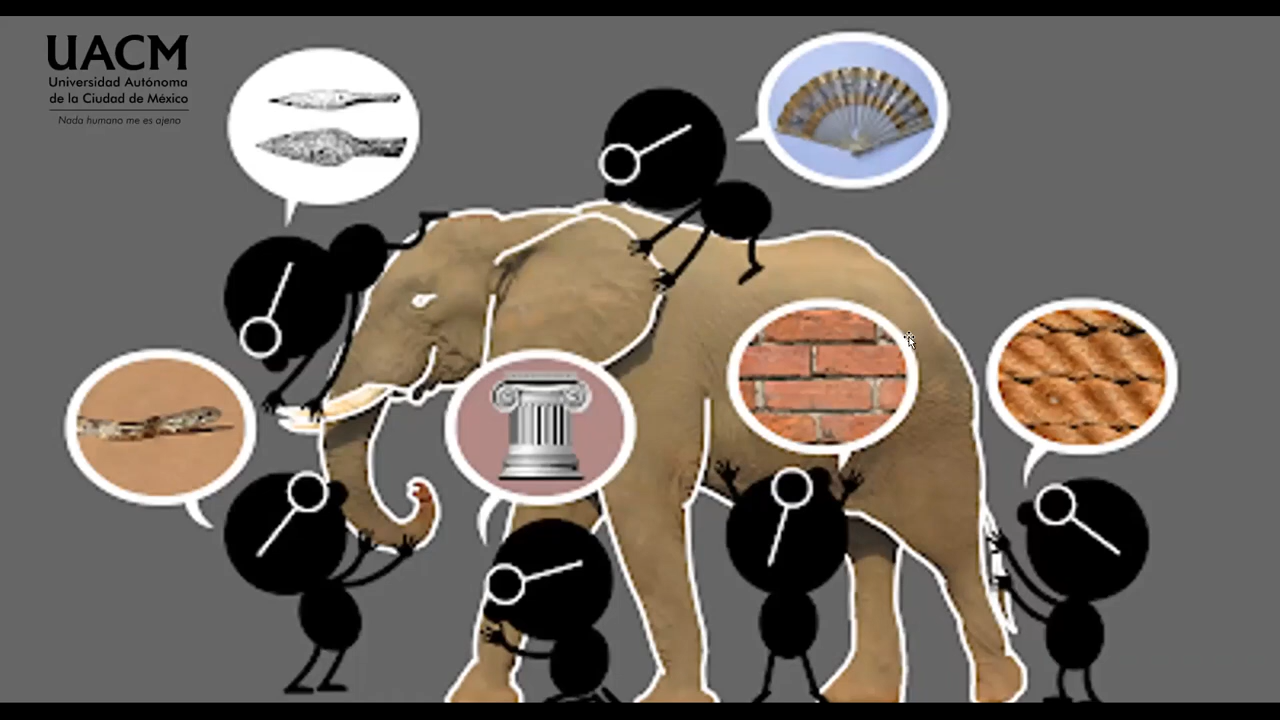 UACM
Universidad Autónoma
de la Ciudad de México
Nada humano me es ajeno